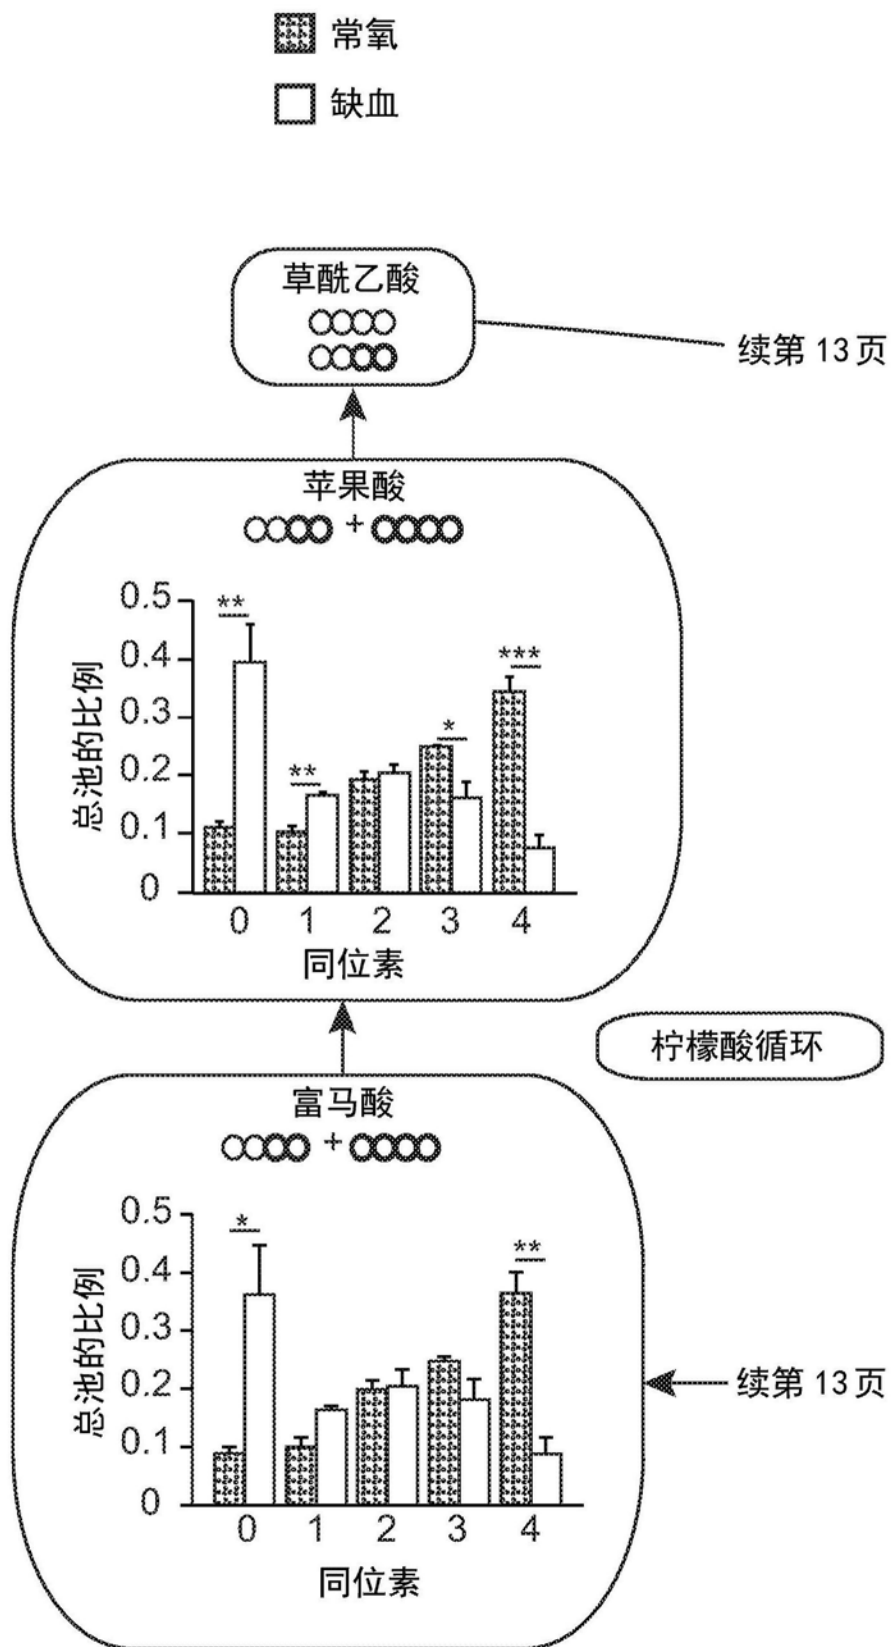 常氧
缺血
草酰乙酸
续第 13 页
苹果酸
+
总池的比例
0.5
0.4
0.3
0.2
0.1
0
**
**
*
***
0 1 2 3 4
同位素
柠檬酸循环
富马酸
+
总池的比例
0.5
0.4
0.3
0.2
0.1
0
*
**
0 1 2 3 4
同位素
续第 13 页